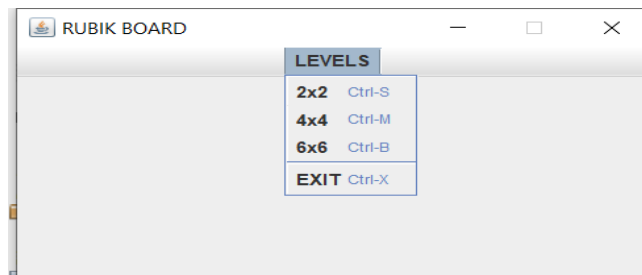 RUBIK BOARD
LEVELS
2x2 Ctrl-S
4x4 Ctrl-M
6x6 Ctrl-B
EXIT Ctrl-X